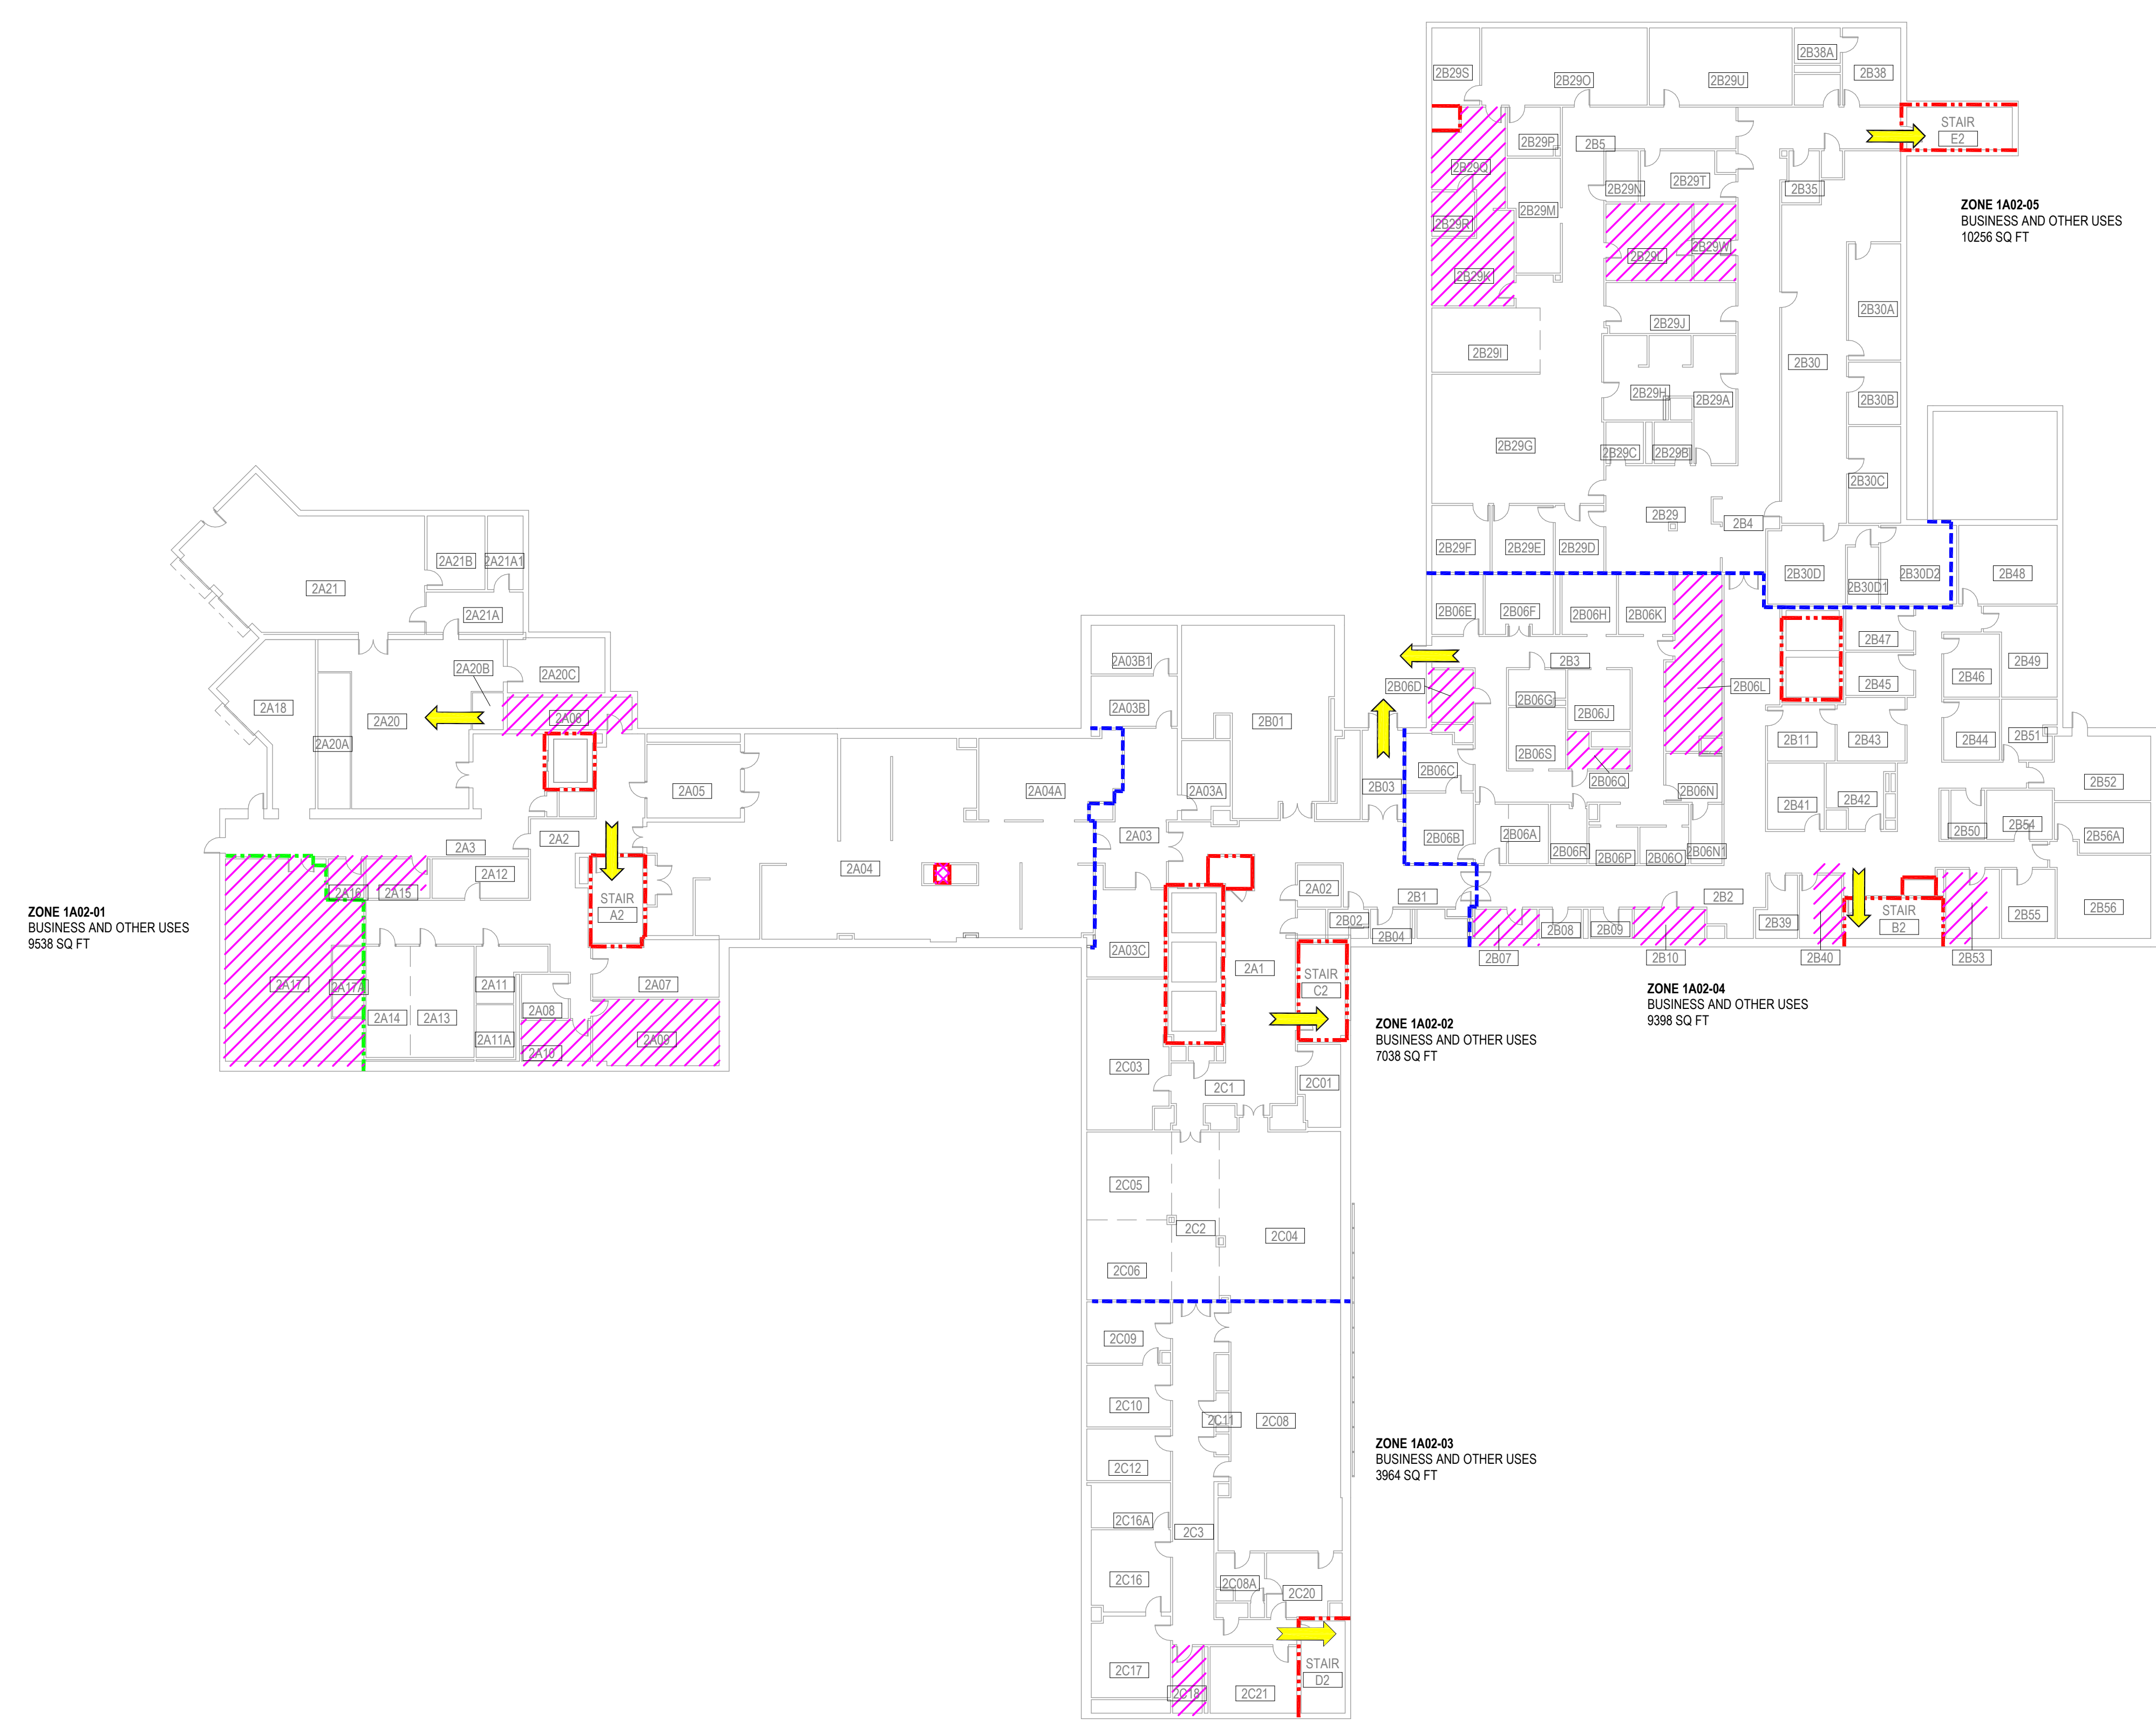 2B38A
2B29S
2B29O
2B29U
2B38
STAIR
E2
2B29P
2B5
2B29Q
2B29N
2B29T
2B35
2B29R
2B29M
ZONE 1A02-05
BUSINESS AND OTHER USES
10256 SQ FT
2B29L
2B29W
2B29K
2B30A
2B29J
2B29I
2B30
2B29H
2B29A
2B30B
2B29G
2B29C
2B29B
2B30C
2B29
2B4
2B29F
2B29E
2B29D
2A21B
2A21A1
2A21
2A21A
2B30D
2B30D1
2B30D2
2B48
2B06E
2B06F
2B06H
2B06K
2B47
2A03B1
2B3
2B49
2A20B
2A20C
2B06D
2B06L
2B46
2B45
2A18
2A20
2A06
2A03B
2B01
2B06G
2B06J
2A20A
2B06S
2B11
2B43
2B44
2B51
2B06C
2A05
2A04A
2A03A
2B03
2B06Q
2B06N
2B52
2B41
2B42
2A3
2A2
2A03
2B06B
2B06A
2B50
2B54
2B56A
2B06R
2B06P
2B06O
2B06N1
2A16
2A15
2A12
2A04
STAIR
A2
2A02
2B1
2B2
2B02
2B04
2B08
2B09
2B39
STAIR
B2
2B55
2B56
ZONE 1A02-01
BUSINESS AND OTHER USES
9538 SQ FT
2A03C
2B07
2B10
2B40
2B53
2A17
2A17A
2A11
2A07
2A1
STAIR
C2
2A14
2A13
2A08
2A11A
2A10
2A09
ZONE 1A02-04
BUSINESS AND OTHER USES
9398 SQ FT
ZONE 1A02-02
BUSINESS AND OTHER USES
7038 SQ FT
2C03
2C1
2C01
2C05
2C2
2C04
2C06
2C09
2C10
2C11
2C08
ZONE 1A02-03
BUSINESS AND OTHER USES
3964 SQ FT
2C12
2C16A
2C3
2C16
2C08A
2C20
2C17
2C18
2C21
STAIR
D2